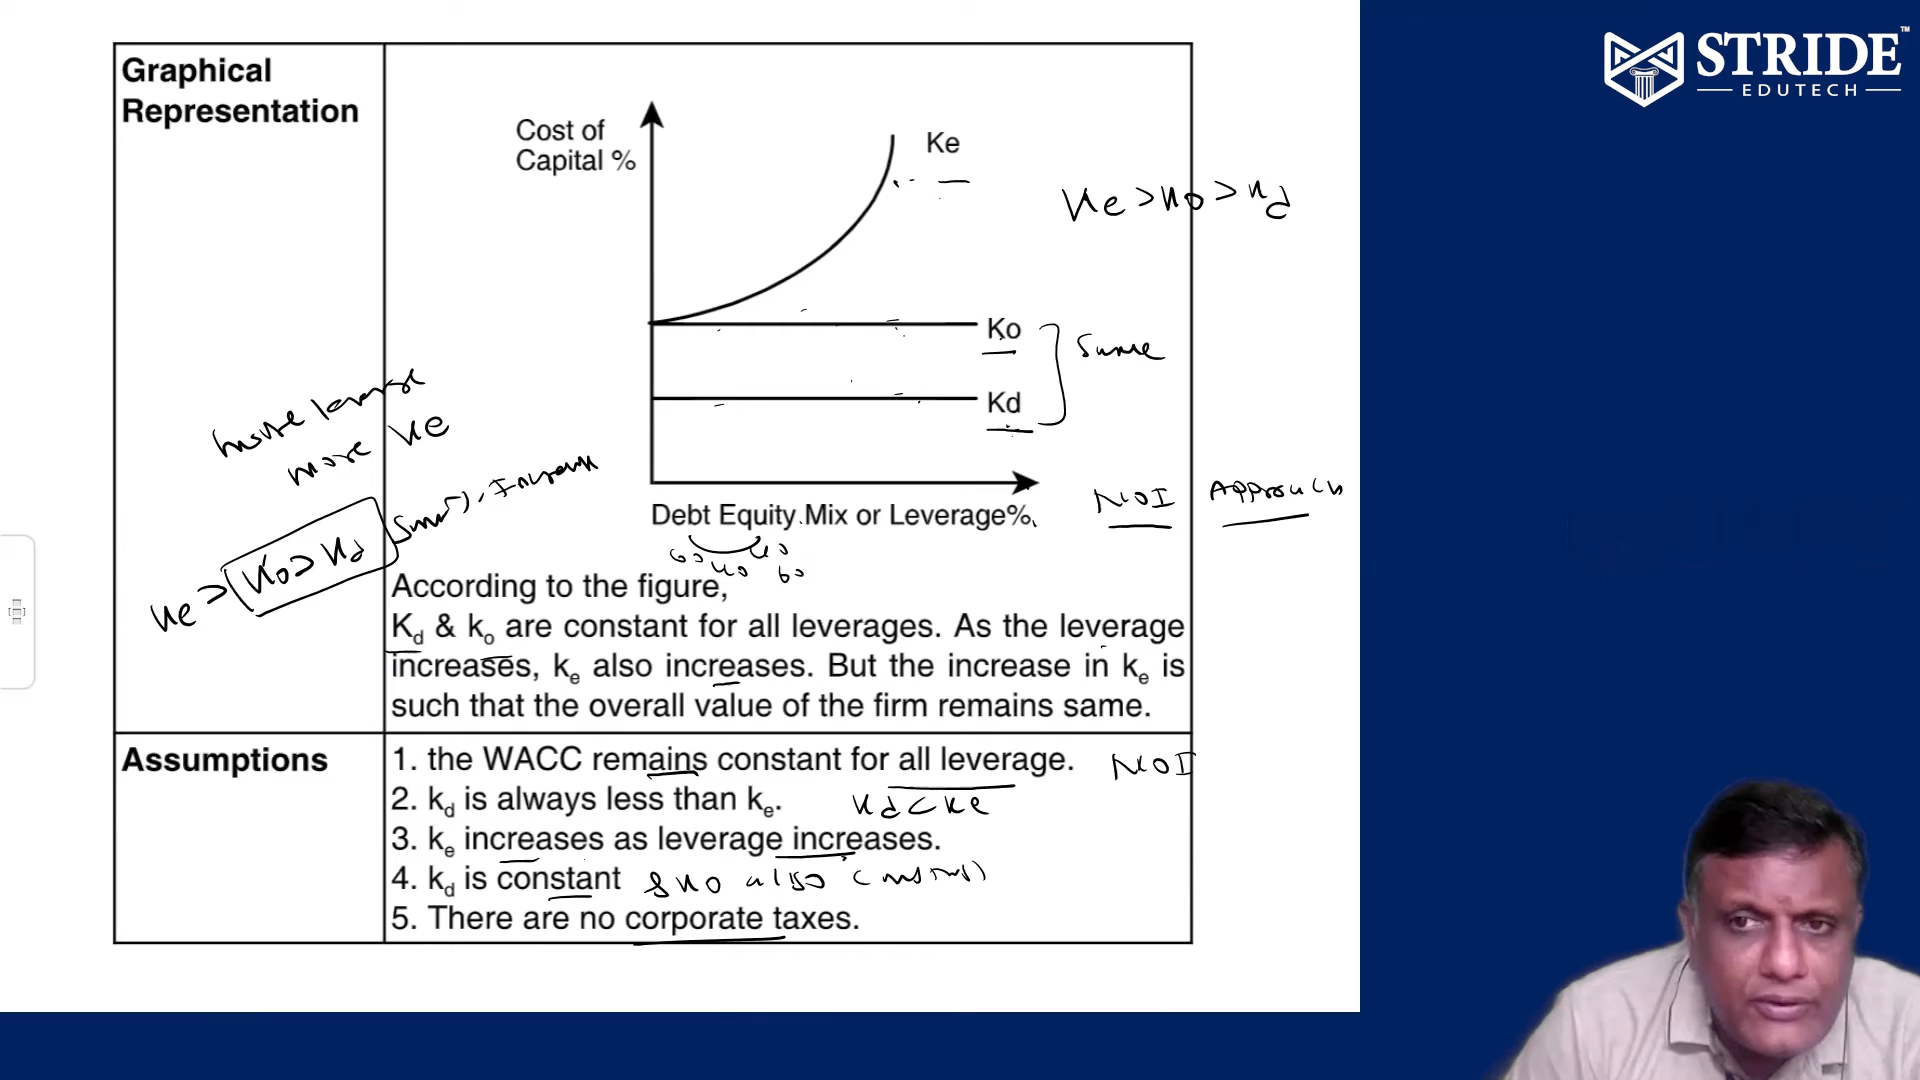 STRIDE™
EDUTECH
Graphical
Representation
Cost of
Capital %
Ke
Ke > Ko > Kd
Ko
Same
Kd
more leverage
more Ke
Debt Equity Mix or Leverage%
NOI Approach
60 40
40 60
Ke > Ko > Kd
According to the figure,
Kd & ko are constant for all leverages. As the leverage
increases, ke also increases. But the increase in ke is
such that the overall value of the firm remains same.
Assumptions
1. the WACC remains constant for all leverage. NOI
2. kd is always less than ke. Kd < Ke
3. ke increases as leverage increases.
4. kd is constant & Ko also constant
5. There are no corporate taxes.